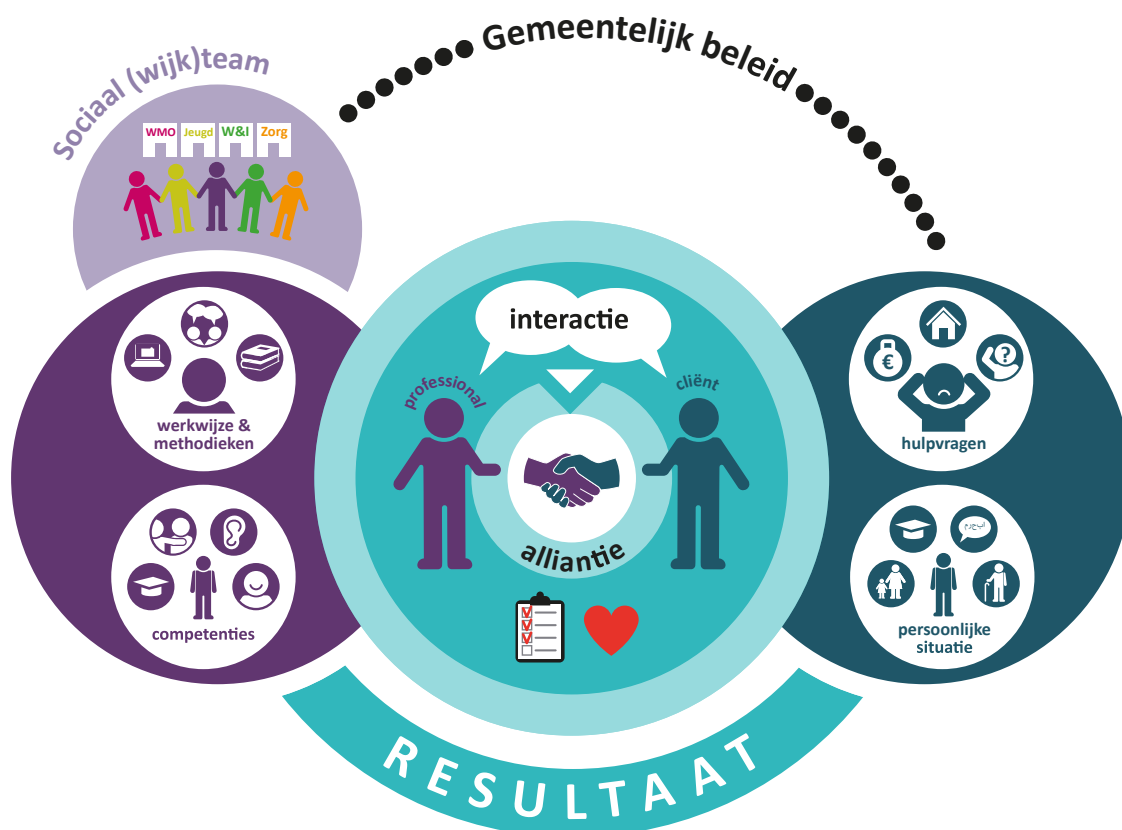 Gemeentelijk beleid
Sociaal (wijk)team
WMO
Jeugd
W&I
Zorg
interactie
professional
cliënt
alliantie
werkwijze &
methodieken
competenties
€
?
hulpvragen
persoonlijke
situatie
RESULTAAT